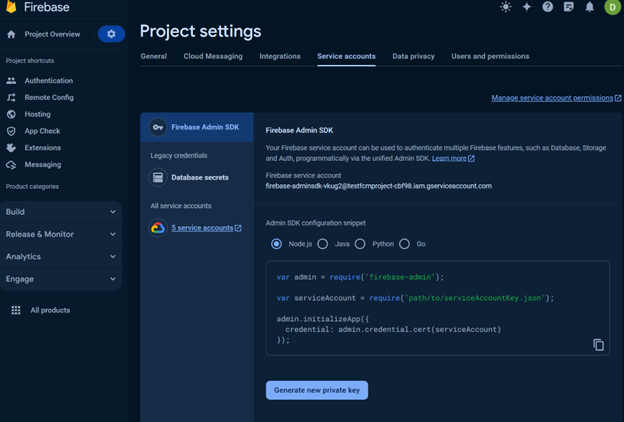 Firebase
Project Overview
Project shortcuts
Authentication
Remote Config
Hosting
App Check
Extensions
Messaging
Product categories
Build
Release & Monitor
Analytics
Engage
All products
D
Project settings
General Cloud Messaging Integrations Service accounts Data privacy Users and permissions
Manage service account permissions
Firebase Admin SDK
Legacy credentials
Database secrets
All service accounts
5 service accounts
Firebase Admin SDK
Your Firebase service account can be used to authenticate multiple Firebase features, such as Database, Storage
and Auth, programmatically via the unified Admin SDK. Learn more
Firebase service account
firebase-adminsdk-vkug2@testfcmproject-cbf98.iam.gserviceaccount.com
Admin SDK configuration snippet
Node.js Java Python Go
var admin = require("firebase-admin");
var serviceAccount = require("path/to/serviceAccountKey.json");
admin.initializeApp({
credential: admin.credential.cert(serviceAccount)
});
Generate new private key